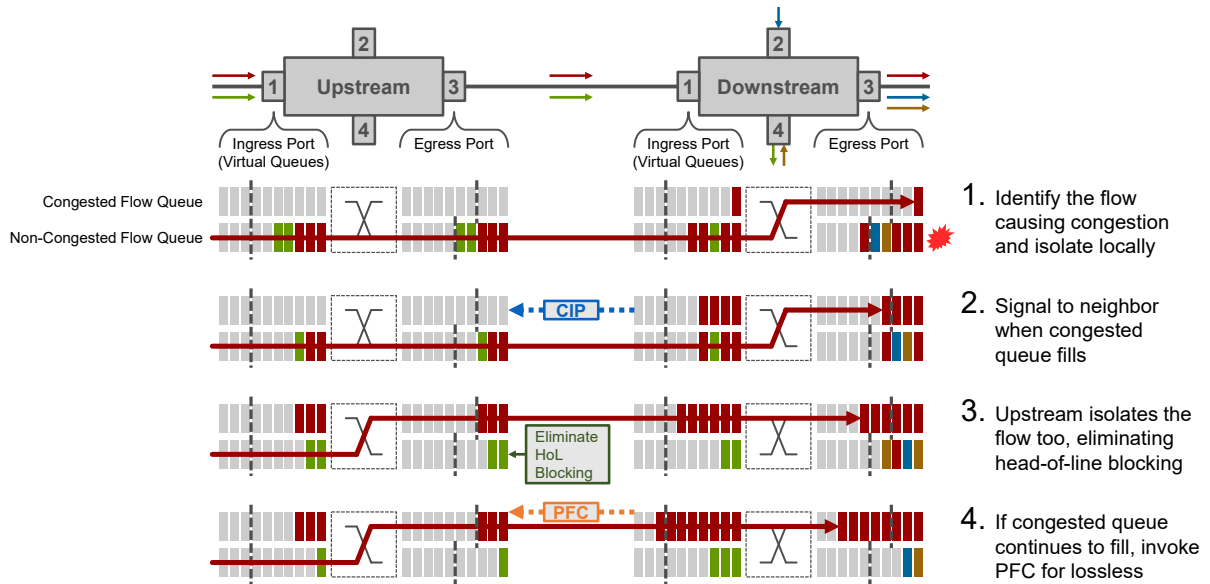 2
2
1
Upstream
3
1
Downstream
3
4
4
Ingress Port
(Virtual Queues)
Egress Port
Ingress Port
(Virtual Queues)
Egress Port
Congested Flow Queue
Non-Congested Flow Queue
1. Identify the flow
causing congestion
and isolate locally
CIP
2. Signal to neighbor
when congested
queue fills
Eliminate
HoL
Blocking
3. Upstream isolates the
flow too, eliminating
head-of-line blocking
PFC
4. If congested queue
continues to fill, invoke
PFC for lossless